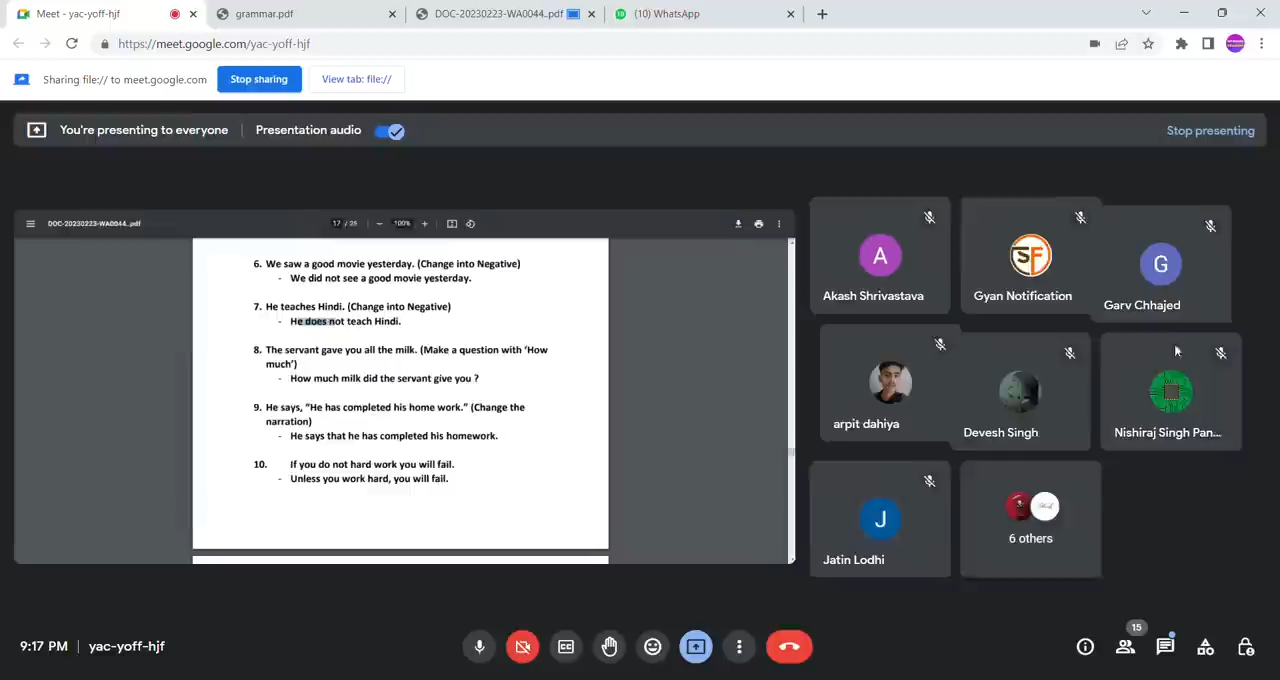 Meet - yac-yoff-hjf
grammar.pdf
DOC-20230223-WA0044_.pdf
(10) WhatsApp
https://meet.google.com/yac-yoff-hjf
Sharing file:// to meet.google.com
Stop sharing
View tab: file://
You're presenting to everyone
Presentation audio
Stop presenting
DOC-20230223-WA0044_.pdf
17 / 25
100%
6. We saw a good movie yesterday. (Change into Negative)
- We did not see a good movie yesterday.
7. He teaches Hindi. (Change into Negative)
- He does not teach Hindi.
8. The servant gave you all the milk. (Make a question with ‘How
much’)
- How much milk did the servant give you ?
9. He says, “He has completed his home work.” (Change the
narration)
- He says that he has completed his homework.
10. If you do not hard work you will fail.
- Unless you work hard, you will fail.
A
Akash Shrivastava
SF
Gyan Notification
G
Garv Chhajed
arpit dahiya
Devesh Singh
Nishiraj Singh Pan...
J
Jatin Lodhi
6 others
9:17 PM
yac-yoff-hjf
15